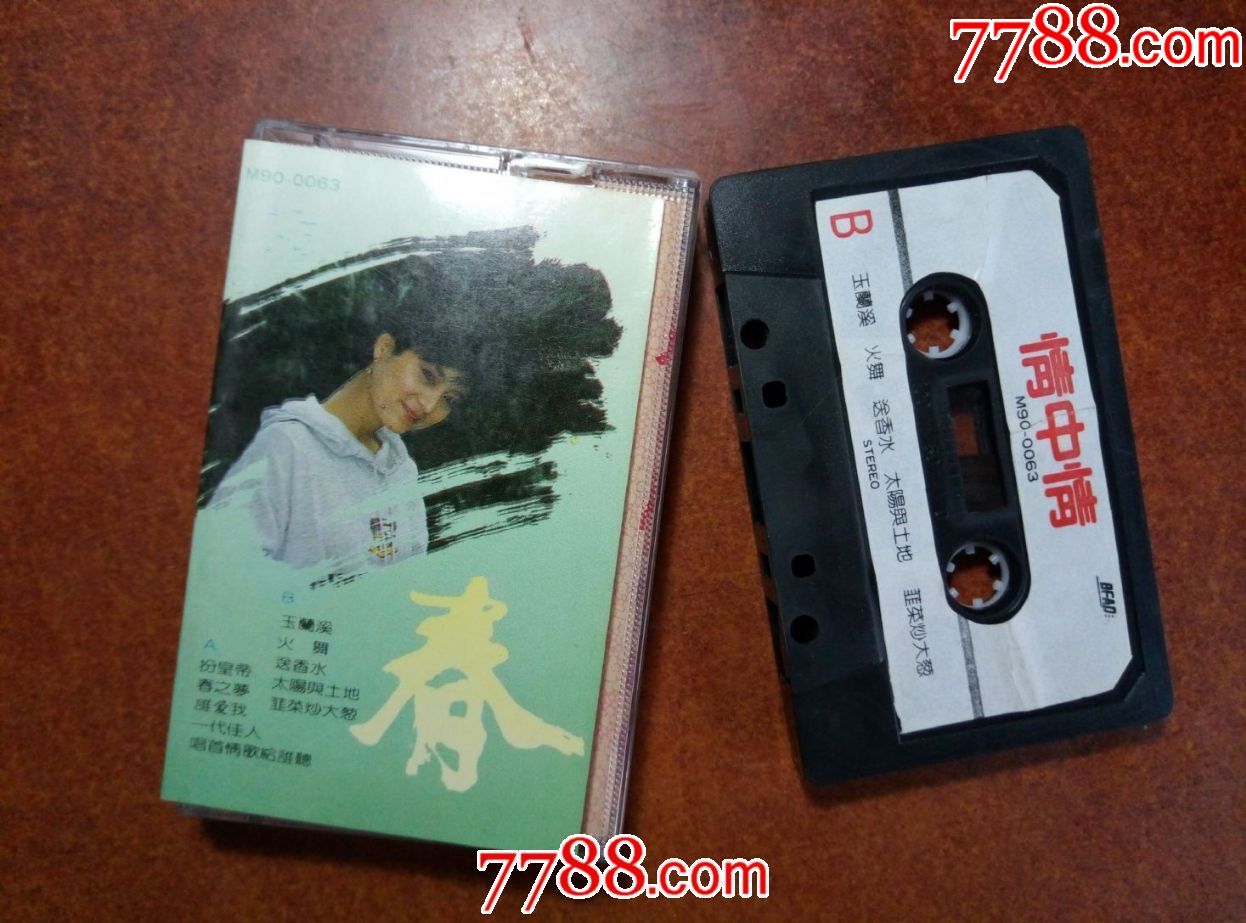 7788.com
M90-0063
B
玉蘭溪
火舞
送香水
太陽與土地
韮菜炒大葱
A
扮皇帝
春之夢
誰愛我
一代佳人
唱首情歌給誰聽
春
B
玉蘭溪 火舞 送香水 太陽與土地 韮菜炒大葱
STEREO
情中情
M90-0063
BFAD
7788.com